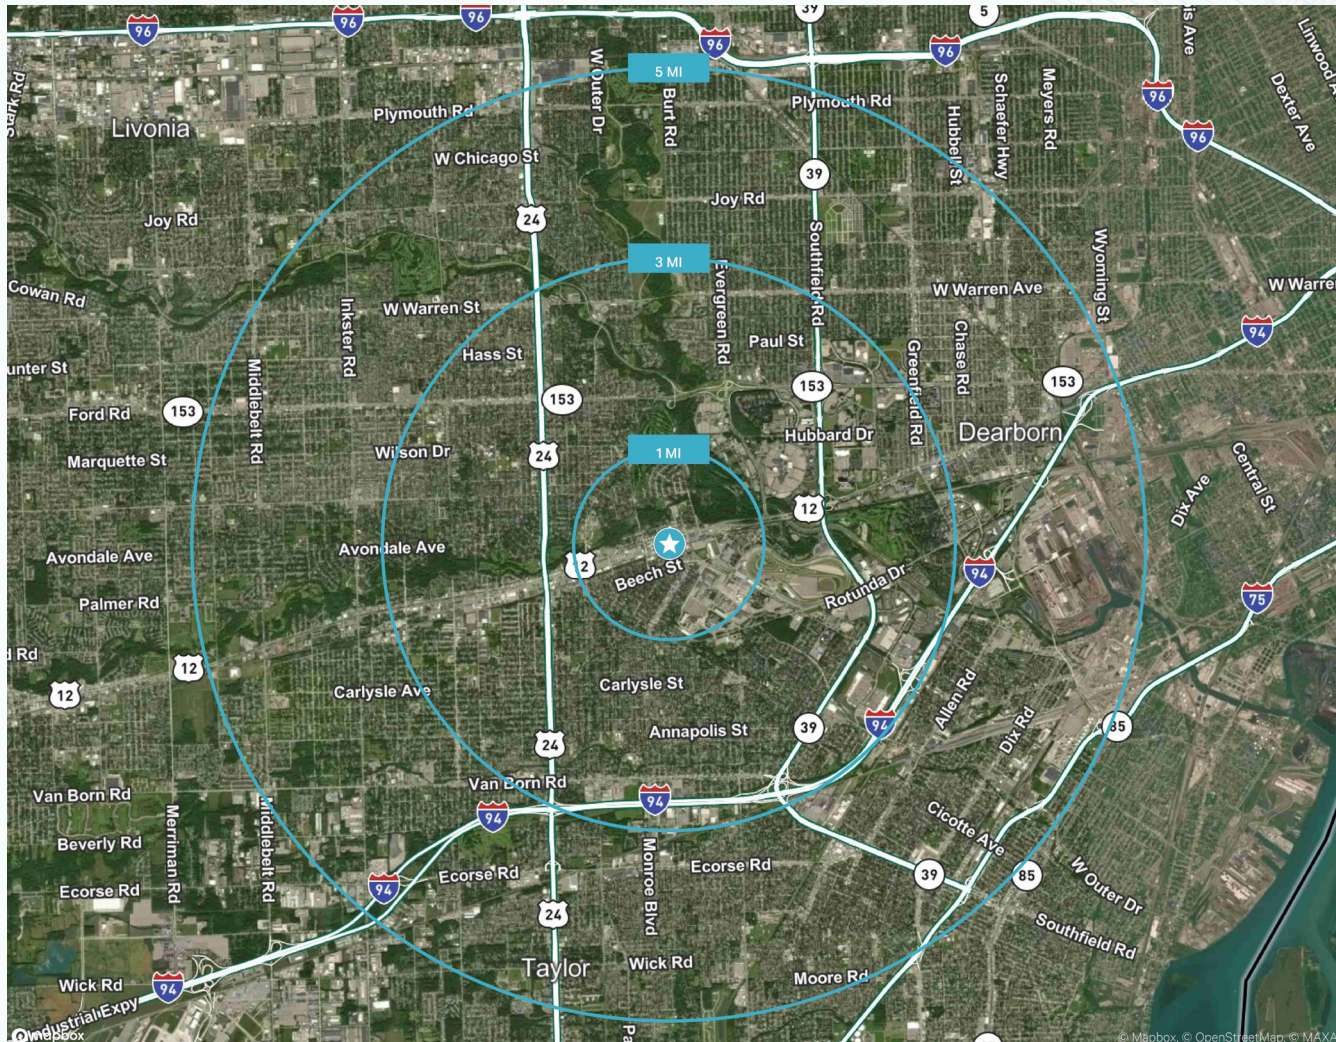 39
5
96
96
96
96
96
96
96
5 MI
W Outer Dr
Burt Rd
Plymouth Rd
Plymouth Rd
Hubbell St
Schaefer Hwy
Meyers Rd
Dexter Ave
Stark Rd
Livonia
W Chicago St
39
Joy Rd
Joy Rd
24
Southfield Rd
Wyoming St
3 MI
Evergreen Rd
Cowan Rd
W Warren St
W Warren Ave
W Warre
Inkster Rd
94
Hass St
Paul St
Chase Rd
Greenfield Rd
unter St
Middlebelt Rd
153
153
153
153
Ford Rd
Hubbard Dr
Dearborn
Wilson Dr
1 MI
Marquette St
24
Central St
Dix Ave
12
Avondale Ave
Avondale Ave
Beech St
Rotunda Dr
94
75
Palmer Rd
d Rd
12
12
Carlysle Ave
Carlysle St
Allen Rd
Annapolis St
39
94
Dix Rd
85
24
Van Born Rd
Van Born Rd
94
94
Merriman Rd
Middlebelt Rd
Beverly Rd
Monroe Blvd
Cicotte Ave
Ecorse Rd
Ecorse Rd
Ecorse Rd
94
39
85
W Outer Dr
24
Southfield Rd
Taylor
Wick Rd
Wick Rd
Moore Rd
94
Industrial Expy
Pa
mapbox
© Mapbox, © OpenStreetMap, © MAXA